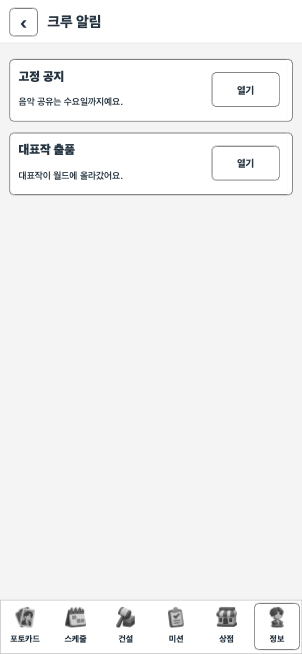 크루 알림
고정 공지
음악 공유는 수요일까지예요.
열기
대표작 출품
대표작이 월드에 올라갔어요.
열기
포토카드
스케줄
건설
미션
상점
정보